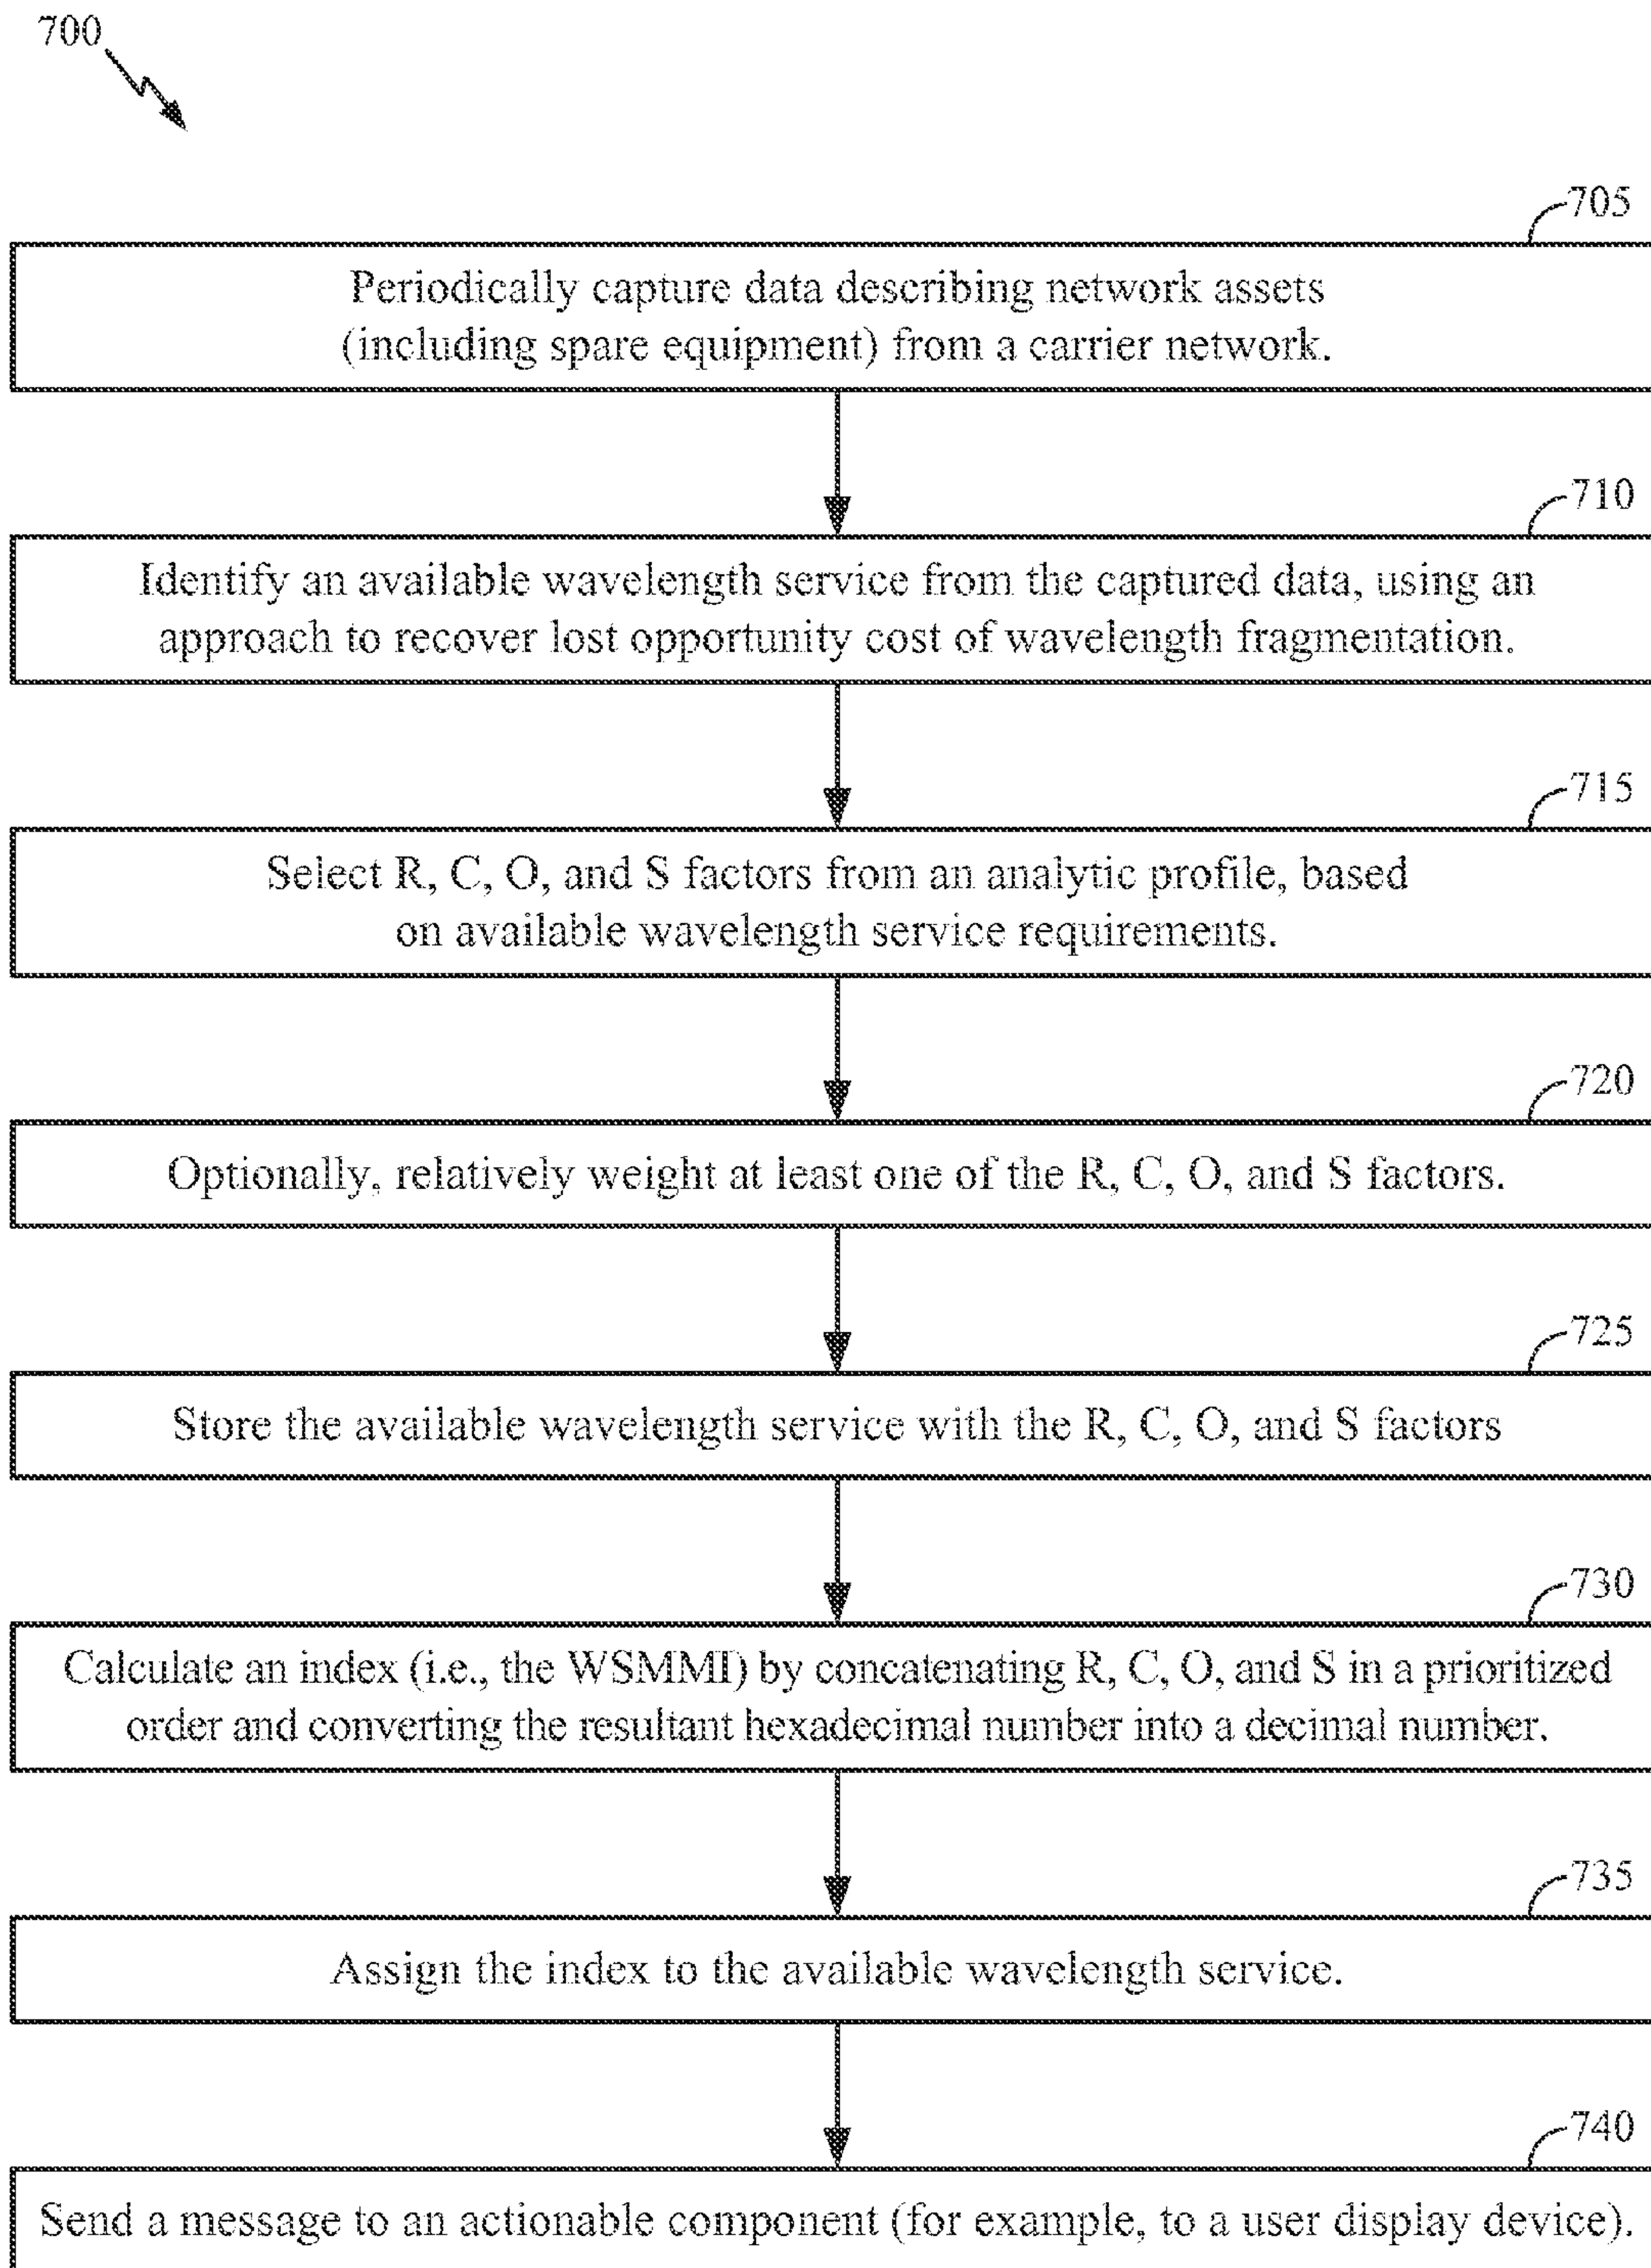 700
705
Periodically capture data describing network assets
(including spare equipment) from a carrier network.
710
Identify an available wavelength service from the captured data, using an
approach to recover lost opportunity cost of wavelength fragmentation.
715
Select R, C, O, and S factors from an analytic profile, based
on available wavelength service requirements.
720
Optionally, relatively weight at least one of the R, C, O, and S factors.
725
Store the available wavelength service with the R, C, O, and S factors
730
Calculate an index (i.e., the WSMMI) by concatenating R, C, O, and S in a prioritized
order and converting the resultant hexadecimal number into a decimal number.
735
Assign the index to the available wavelength service.
740
Send a message to an actionable component (for example, to a user display device).